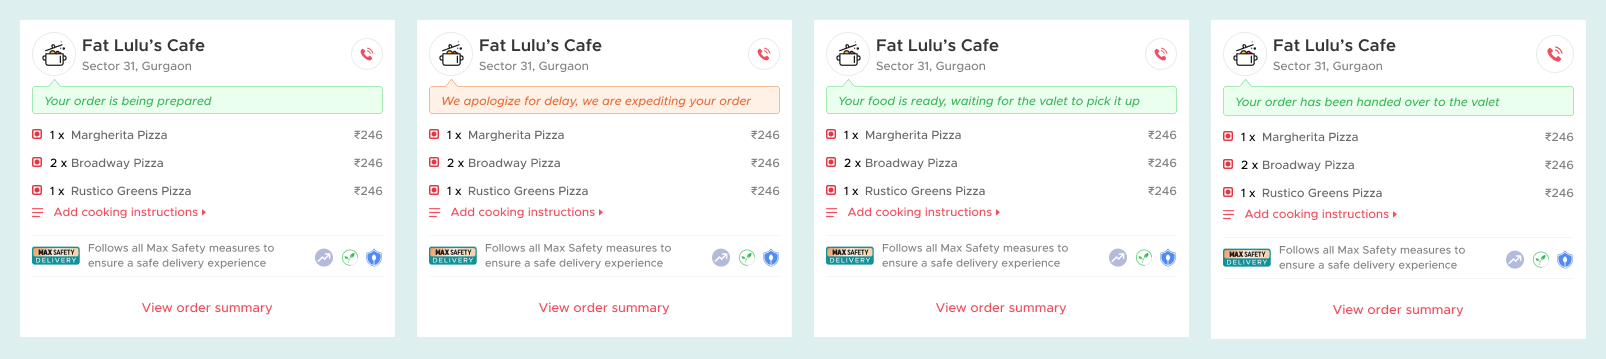 Fat Lulu's Cafe
Sector 31, Gurgaon
Your order is being prepared
1 x Margherita Pizza ₹246
2 x Broadway Pizza ₹246
1 x Rustico Greens Pizza ₹246
Add cooking instructions
MAX SAFETY
DELIVERY
Follows all Max Safety measures to
ensure a safe delivery experience
View order summary
Fat Lulu's Cafe
Sector 31, Gurgaon
We apologize for delay, we are expediting your order
1 x Margherita Pizza ₹246
2 x Broadway Pizza ₹246
1 x Rustico Greens Pizza ₹246
Add cooking instructions
MAX SAFETY
DELIVERY
Follows all Max Safety measures to
ensure a safe delivery experience
View order summary
Fat Lulu's Cafe
Sector 31, Gurgaon
Your food is ready, waiting for the valet to pick it up
1 x Margherita Pizza ₹246
2 x Broadway Pizza ₹246
1 x Rustico Greens Pizza ₹246
Add cooking instructions
MAX SAFETY
DELIVERY
Follows all Max Safety measures to
ensure a safe delivery experience
View order summary
Fat Lulu's Cafe
Sector 31, Gurgaon
Your order has been handed over to the valet
1 x Margherita Pizza ₹246
2 x Broadway Pizza ₹246
1 x Rustico Greens Pizza ₹246
Add cooking instructions
MAX SAFETY
DELIVERY
Follows all Max Safety measures to
ensure a safe delivery experience
View order summary